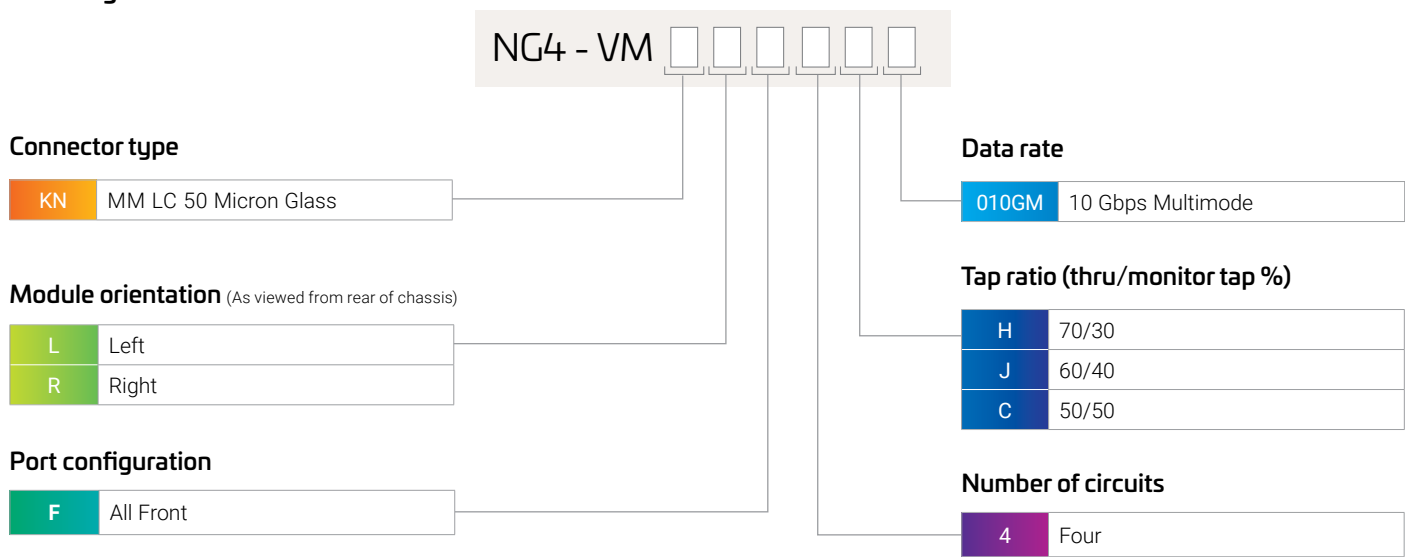 NG4 - VM
Connector type
KN MM LC 50 Micron Glass
Module orientation (As viewed from rear of chassis)
L Left
R Right
Port configuration
F All Front
Data rate
010GM 10 Gbps Multimode
Tap ratio (thru/monitor tap %)
H 70/30
J 60/40
C 50/50
Number of circuits
4 Four